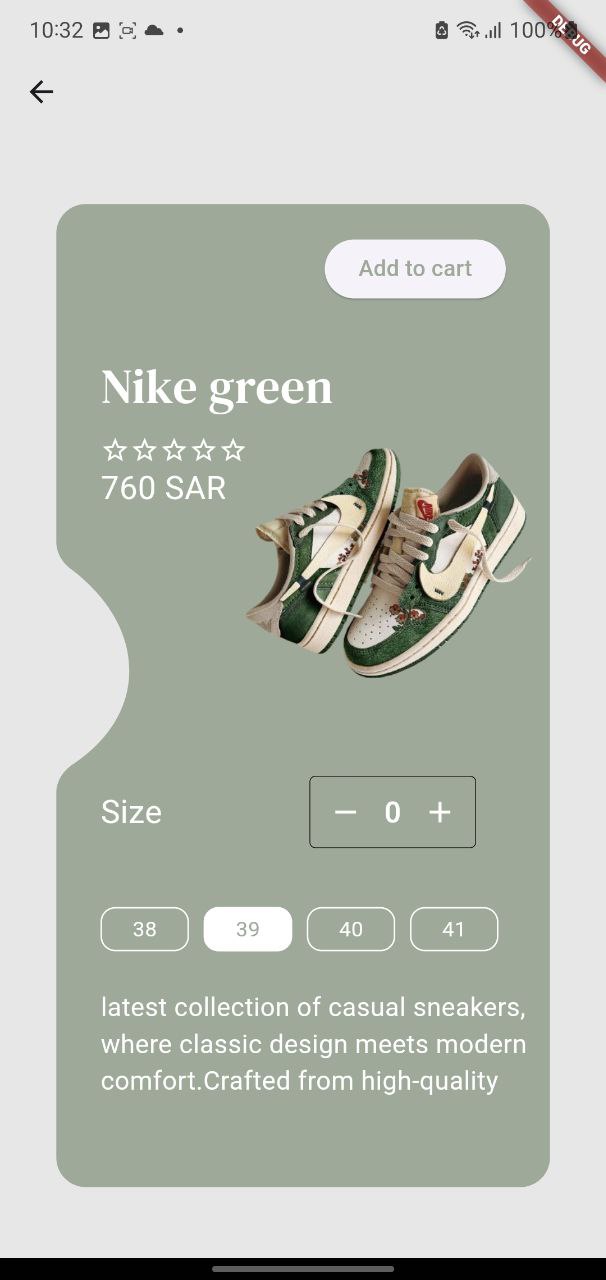 10:32
100%
DEBUG
Add to cart
Nike green
760 SAR
Size
0
38 39 40 41
latest collection of casual sneakers,
where classic design meets modern
comfort.Crafted from high-quality